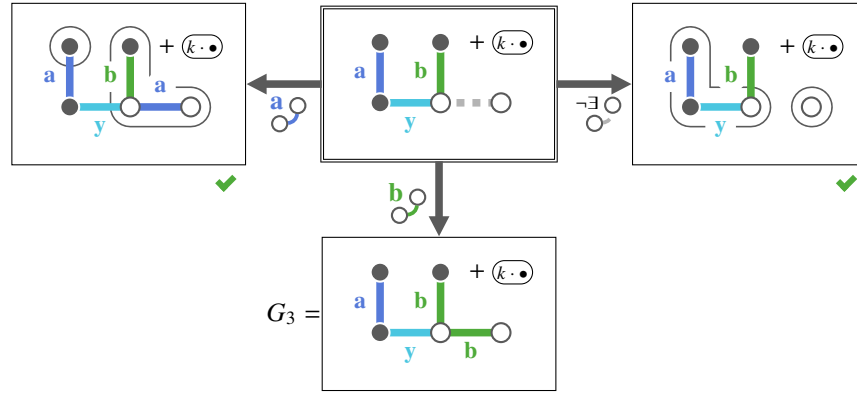 + (k · •)
a b a
y
a
+ (k · •)
a b
y
¬∃
+ (k · •)
a b
y
b
+ (k · •)
a b
G3 =
y b